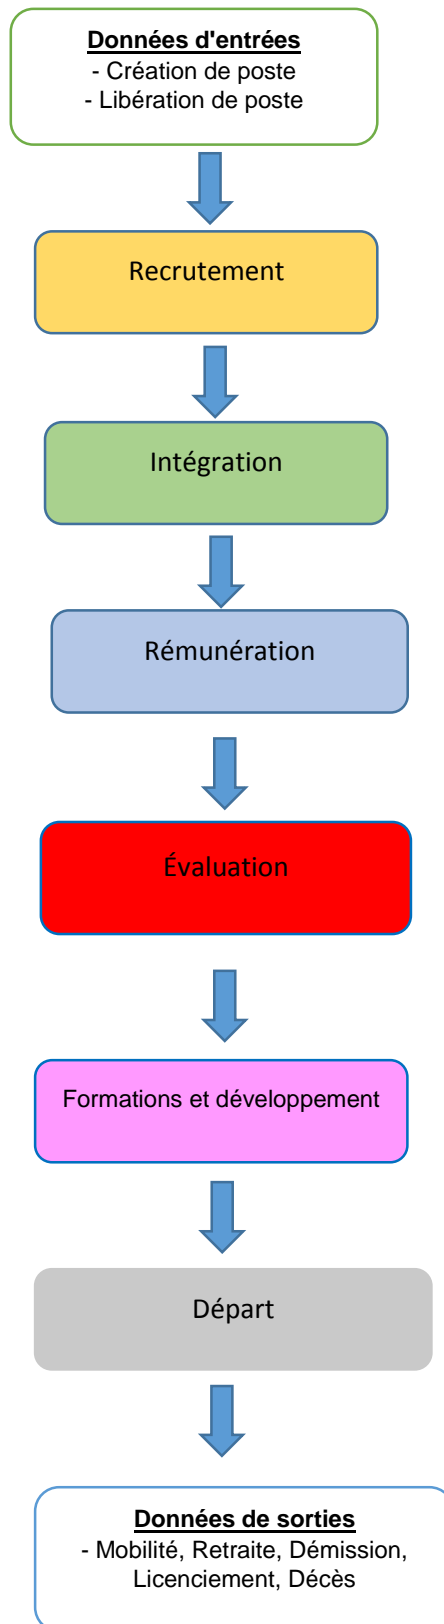 Données d'entrées
- Création de poste
- Libération de poste
Recrutement
Intégration
Rémunération
Évaluation
Formations et développement
Départ
Données de sorties
- Mobilité, Retraite, Démission,
Licenciement, Décès